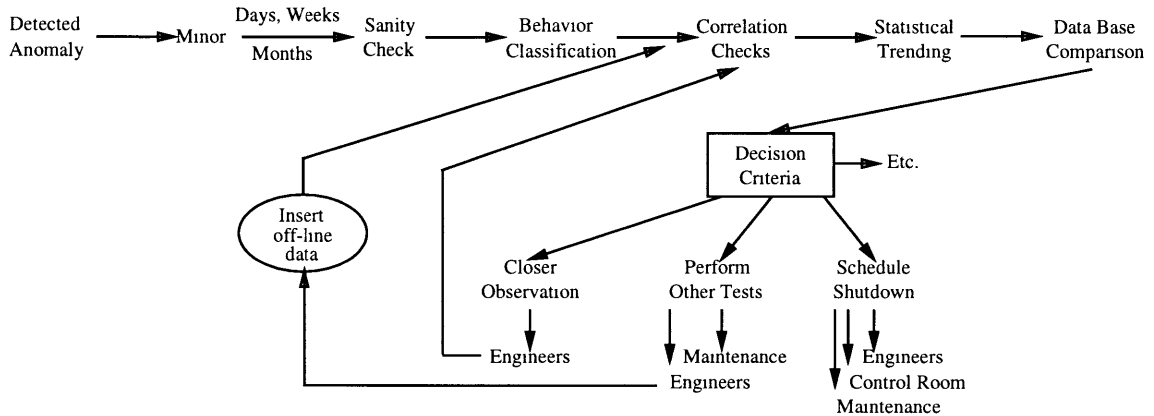 Detected
Anomaly
Minor
Days, Weeks
Months
Sanity
Check
Behavior
Classification
Correlation
Checks
Statistical
Trending
Data Base
Comparison
Decision
Criteria
Etc.
Insert
off-line
data
Closer
Observation
Perform
Other Tests
Schedule
Shutdown
Engineers
Maintenance
Engineers
Engineers
Control Room
Maintenance